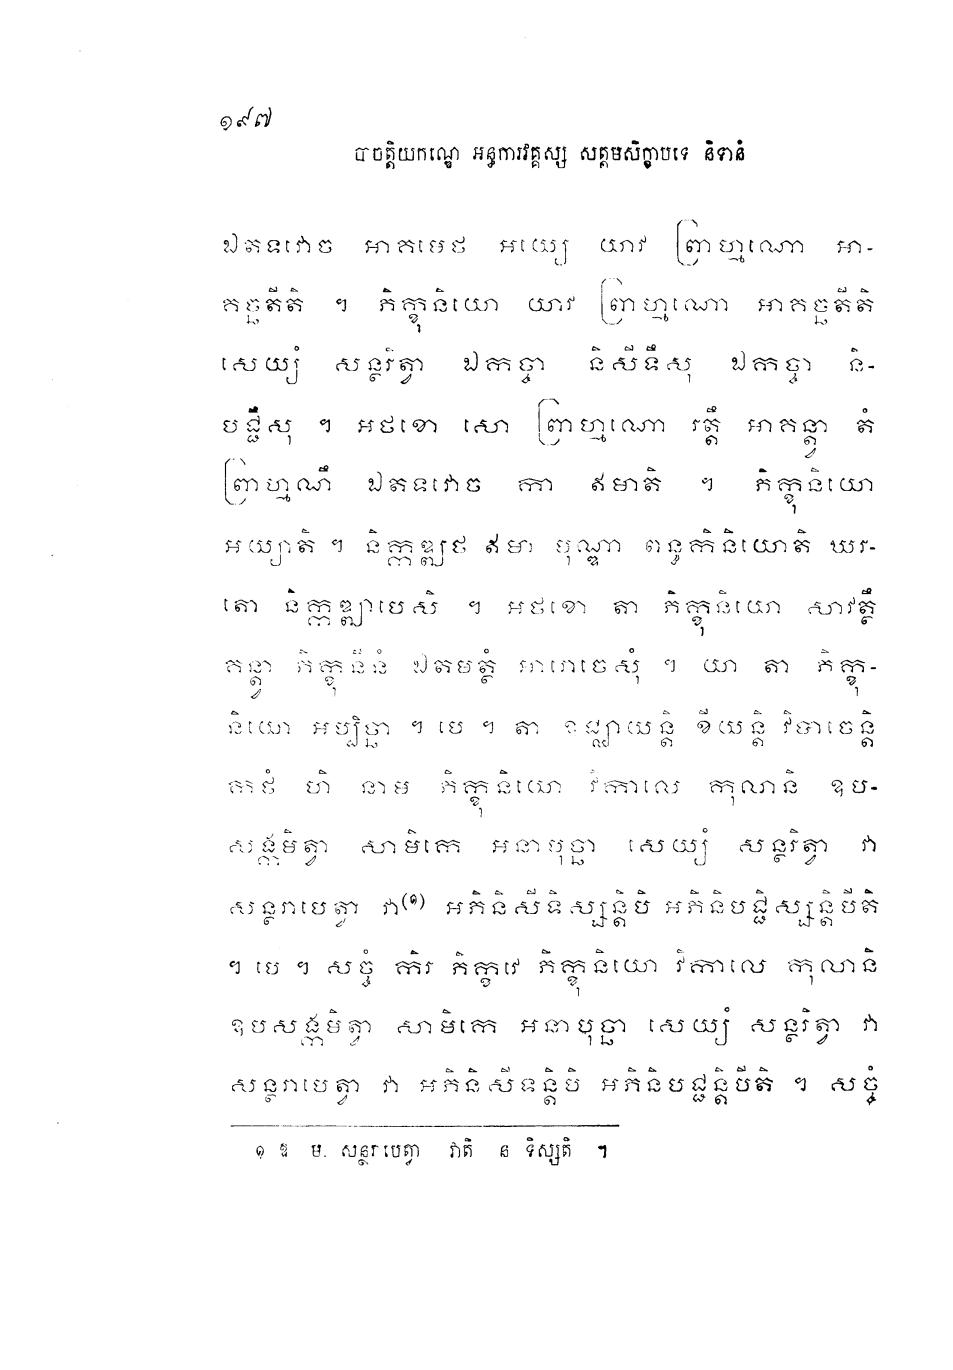 ១៩៧
បាចត្តិយកណ្ឌេ អន្ធការវគ្គស្ស សត្តមសិក្ខាបទេ និទានំ
ឯតទវោច អាគមេថ អយ្យេ យាវ ព្រាហ្មណោ អា-
គច្ឆតីតិ ។ ភិក្ខុនិយោ យាវ ព្រាហ្មណោ អាគច្ឆតីតិ
សេយ្យំ សន្ថរិត្វា ឯកច្ចា និសីទឹសុ ឯកច្ចា និ-
បជ្ជឹសុ ។ អថខោ សោ ព្រាហ្មណោ រត្តឹ អាគន្ត្វា តំ
ព្រាហ្មណឹ ឯតទវោច កា ឥមាតិ ។ ភិក្ខុនិយោ
អយ្យាតិ ។ និក្កឌ្ឍថ ឥមា មុណ្ឌា ពន្ធកិនិយោតិ ឃរ-
តោ និក្កឌ្ឍាបេសិ ។ អថខោ តា ភិក្ខុនិយោ សាវត្ថឹ
គន្ត្វា ភិក្ខុនីនំ ឯតមត្ថំ អារោចេសុំ ។ យា តា ភិក្ខុ-
និយោ អប្បិច្ឆា ។ បេ ។ តា ឧជ្ឈាយន្តិ ខីយន្តិ វិបាចេន្តិ
កថំ ហិ នាម ភិក្ខុនិយោ វិកាលេ កុលានិ ឧប-
សង្កមិត្វា សាមិកេ អនាបុច្ឆា សេយ្យំ សន្ថរិត្វា វា
សន្ថរាបេត្វា វា(១) អភិនិសីទិស្សន្តិបិ អភិនិបជ្ជិស្សន្តិបីតិ
។ បេ ។ សច្ចំ កិរ ភិក្ខវេ ភិក្ខុនិយោ វិកាលេ កុលានិ
ឧបសង្កមិត្វា សាមិកេ អនាបុច្ឆា សេយ្យំ សន្ថរិត្វា វា
សន្ថរាបេត្វា វា អភិនិសីទន្តិបិ អភិនិបជ្ជន្តិបីតិ ។ សច្ចំ
១ ឱ ម. សន្ថរាបេត្វា វាតិ ន ទិស្សតិ ។